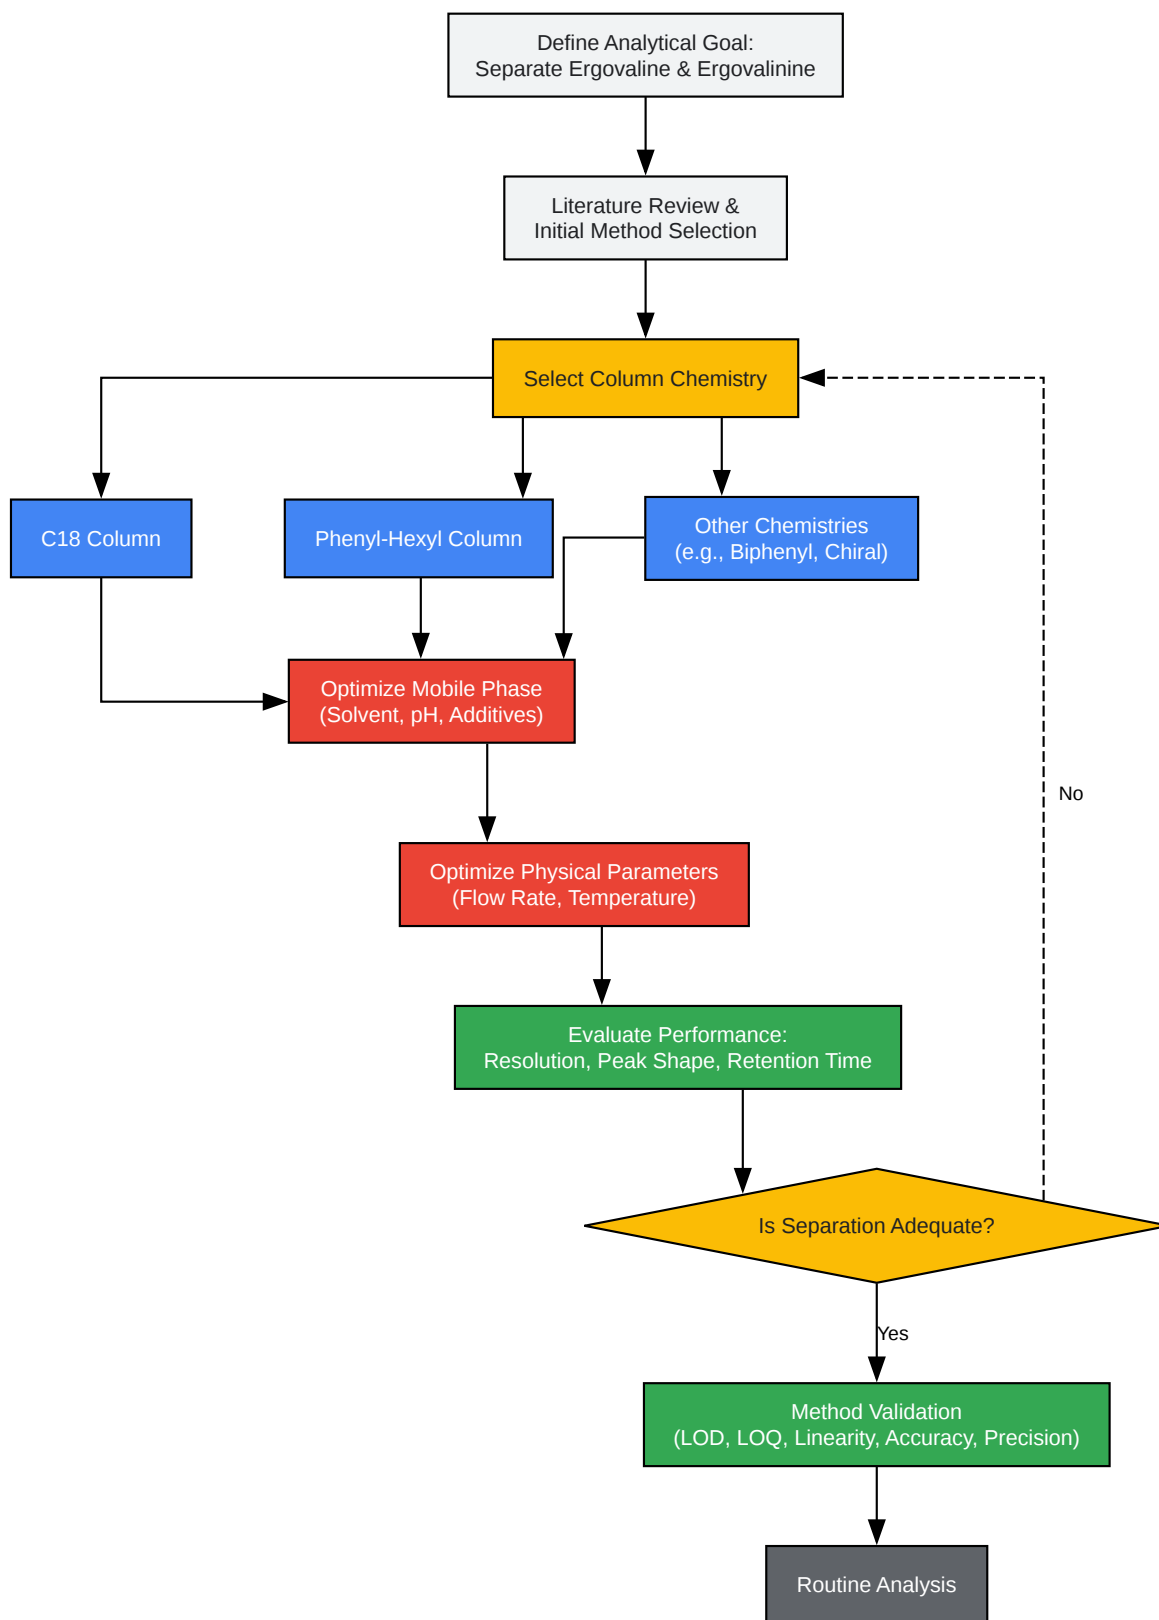 Define Analytical Goal:
Separate Ergovaline & Ergovalinine
Literature Review &
Initial Method Selection
Select Column Chemistry
C18 Column
Phenyl-Hexyl Column
Other Chemistries
(e.g., Biphenyl, Chiral)
Optimize Mobile Phase
(Solvent, pH, Additives)
No
Optimize Physical Parameters
(Flow Rate, Temperature)
Evaluate Performance:
Resolution, Peak Shape, Retention Time
Is Separation Adequate?
Yes
Method Validation
(LOD, LOQ, Linearity, Accuracy, Precision)
Routine Analysis